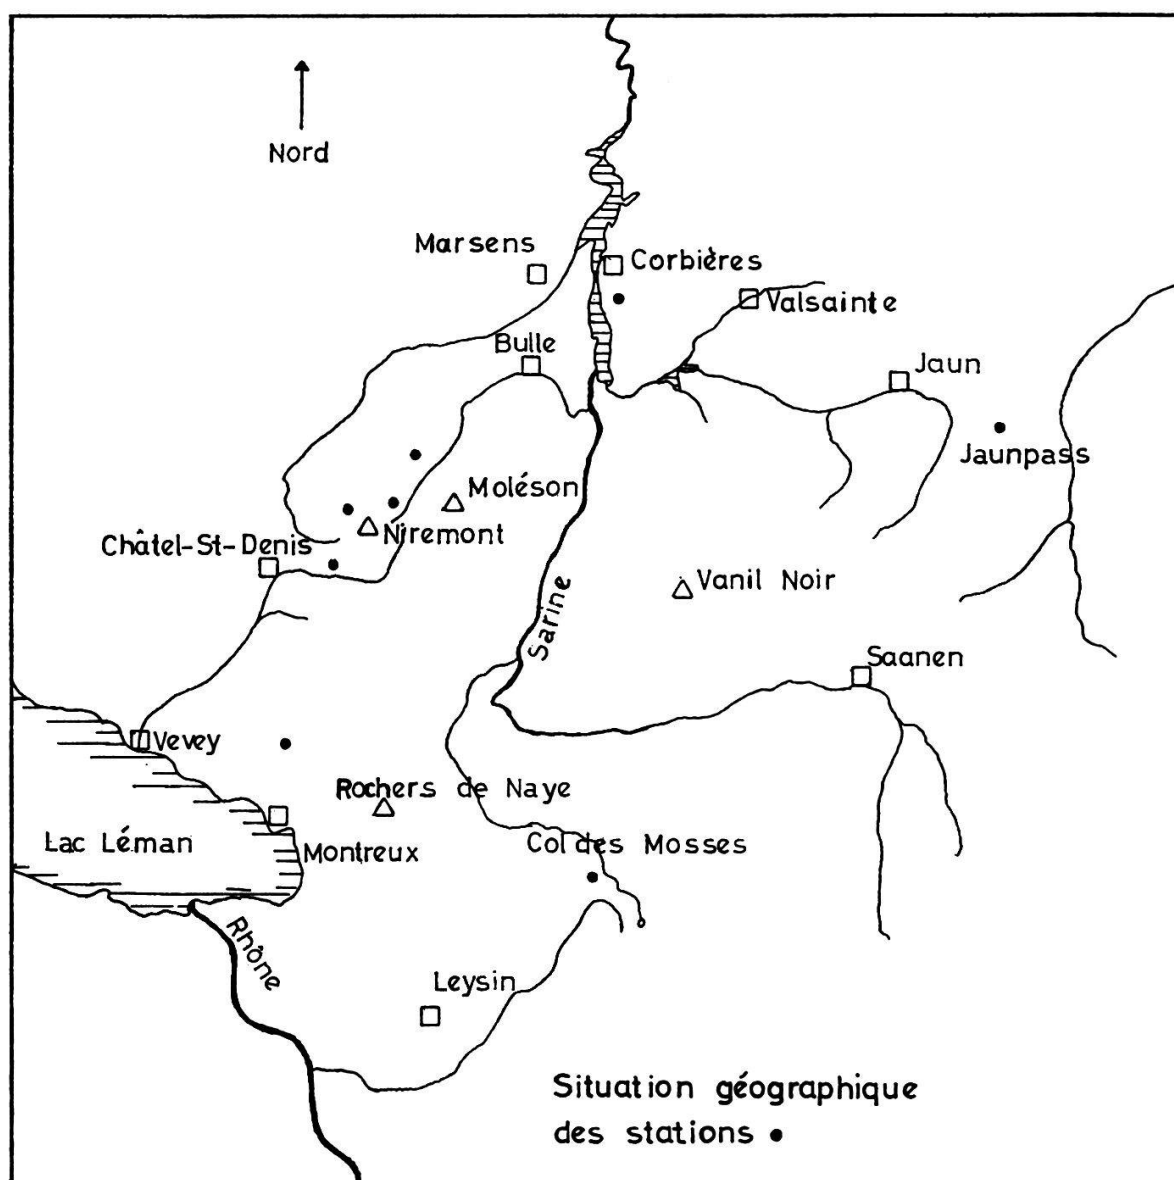 Nord
Marsens
Corbières
Valsainte
Bulle
Jaun
Jaunpass
Moléson
Niremont
Châtel-St-Denis
Vanil Noir
Sarine
Saanen
Vevey
Rochers de Naye
Lac Léman
Montreux
Col des Mosses
Rhône
Leysin
Situation géographique
des stations